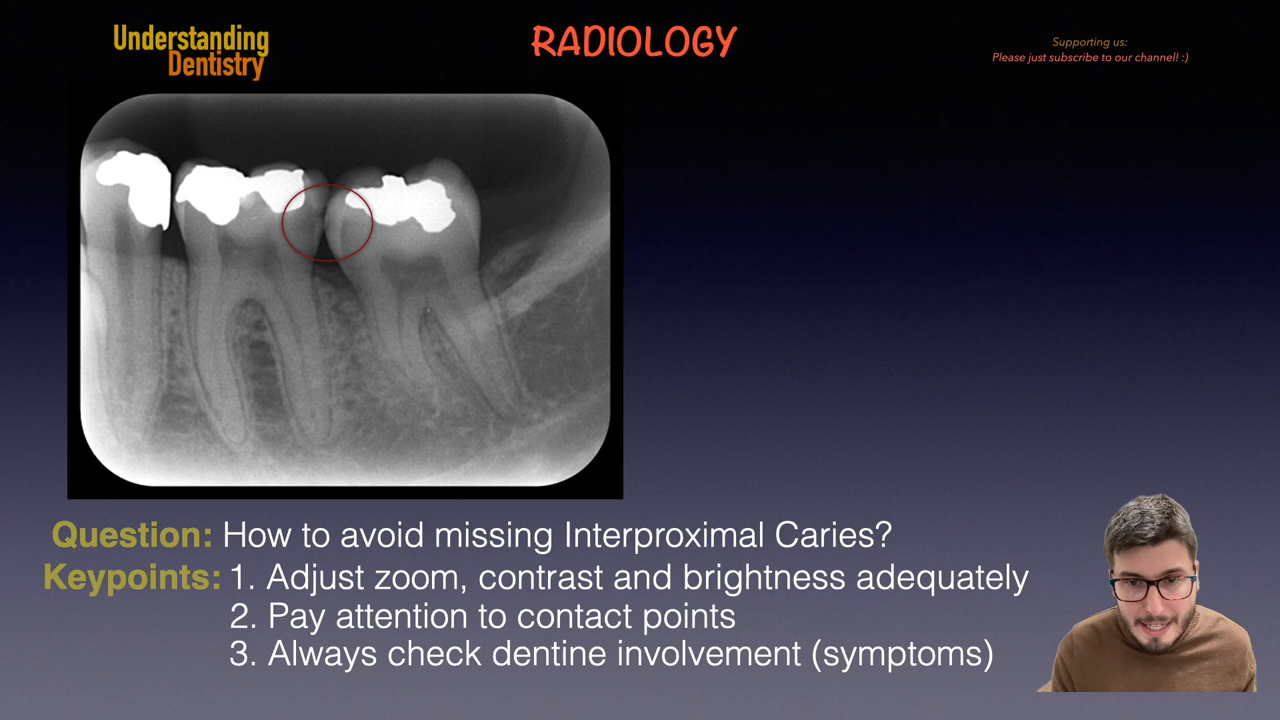 Understanding
Dentistry
RADIOLOGY
Supporting us:
Please just subscribe to our channel! :)
Question: How to avoid missing Interproximal Caries?
Keypoints: 1. Adjust zoom, contrast and brightness adequately
2. Pay attention to contact points
3. Always check dentine involvement (symptoms)